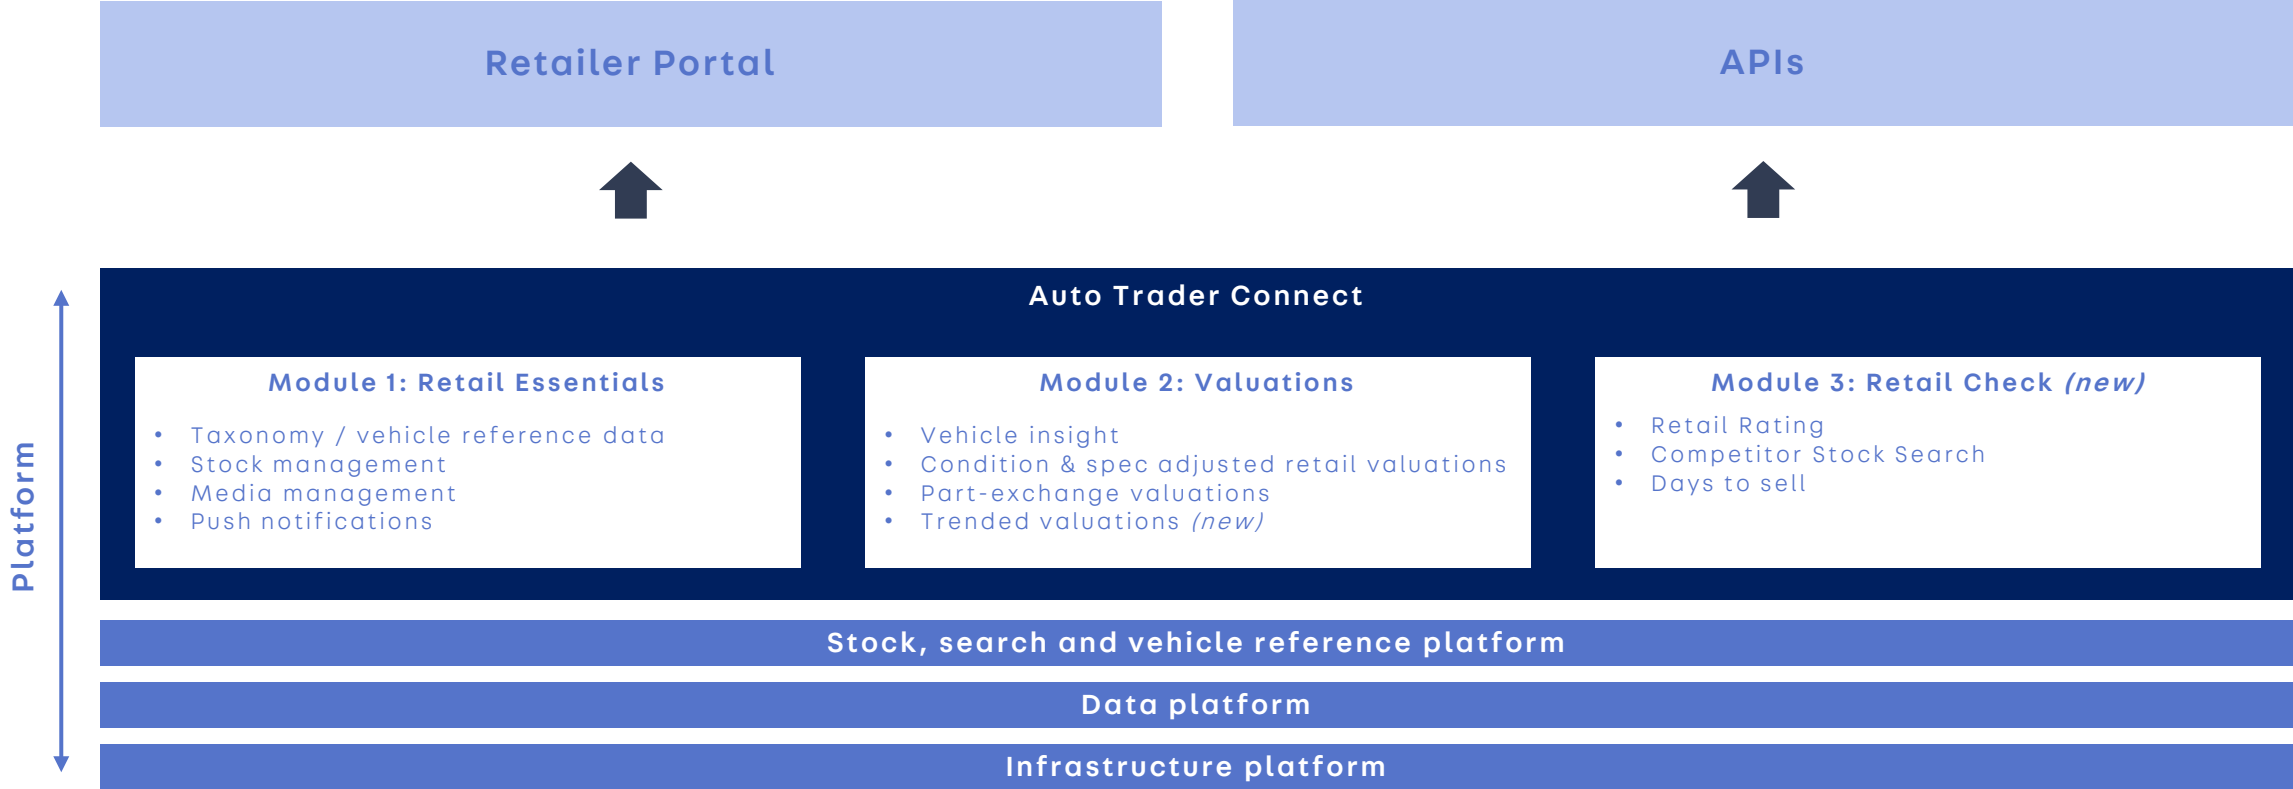 Retailer Portal
APIs
Platform
Auto Trader Connect
Module 1: Retail Essentials
• Taxonomy / vehicle reference data
• Stock management
• Media management
• Push notifications
Module 2: Valuations
• Vehicle insight
• Condition & spec adjusted retail valuations
• Part-exchange valuations
• Trended valuations (new)
Module 3: Retail Check (new)
• Retail Rating
• Competitor Stock Search
• Days to sell
Stock, search and vehicle reference platform
Data platform
Infrastructure platform